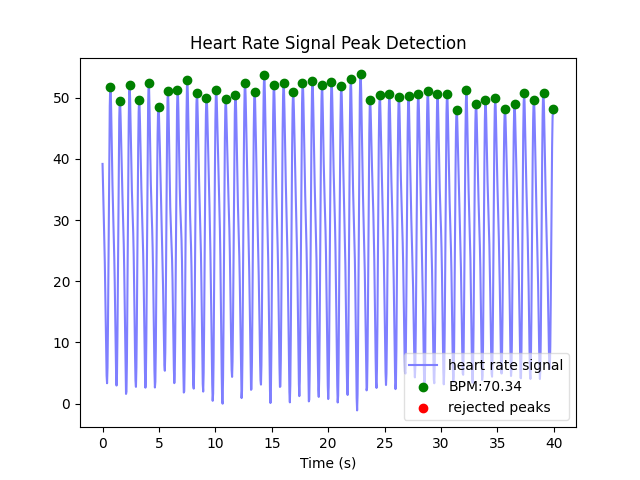 Heart Rate Signal Peak Detection
50
40
30
20
10
0
heart rate signal
BPM:70.34
rejected peaks
0 5 10 15 20 25 30 35 40
Time (s)